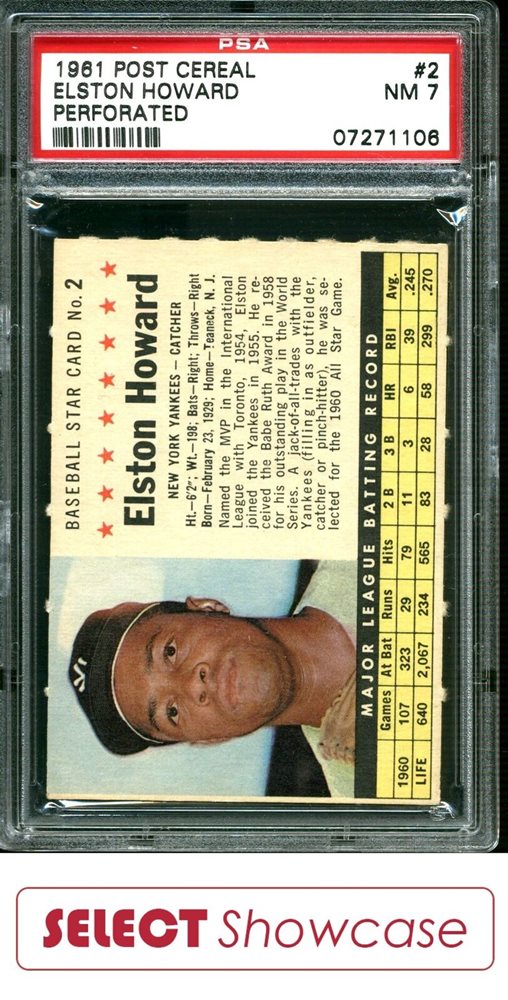 PSA
1961 POST CEREAL #2
ELSTON HOWARD NM 7
PERFORATED
07271106
BASEBALL STAR CARD No. 2
Elston Howard
NEW YORK YANKEES — CATCHER
Ht.—6'2"; Wt.—198; Bats—Right; Throws—Right
Born—February 23, 1929; Home—Teaneck, N. J.
Named the MVP in the International
League with Toronto, 1954, Elston
joined the Yankees in 1955. He re-
ceived the Babe Ruth Award in 1958
for his outstanding play in the World
Series. A jack-of-all-trades with the
Yankees (filling in as outfielder,
catcher or pinch-hitter), he was se-
lected for the 1960 All Star Game.
MAJOR LEAGUE BATTING RECORD
Games At Bat Runs Hits 2 B 3 B HR RBI Avg.
1960 107 323 29 79 11 3 6 39 .245
LIFE 640 2,067 234 565 83 28 58 299 .270
SELECT Showcase